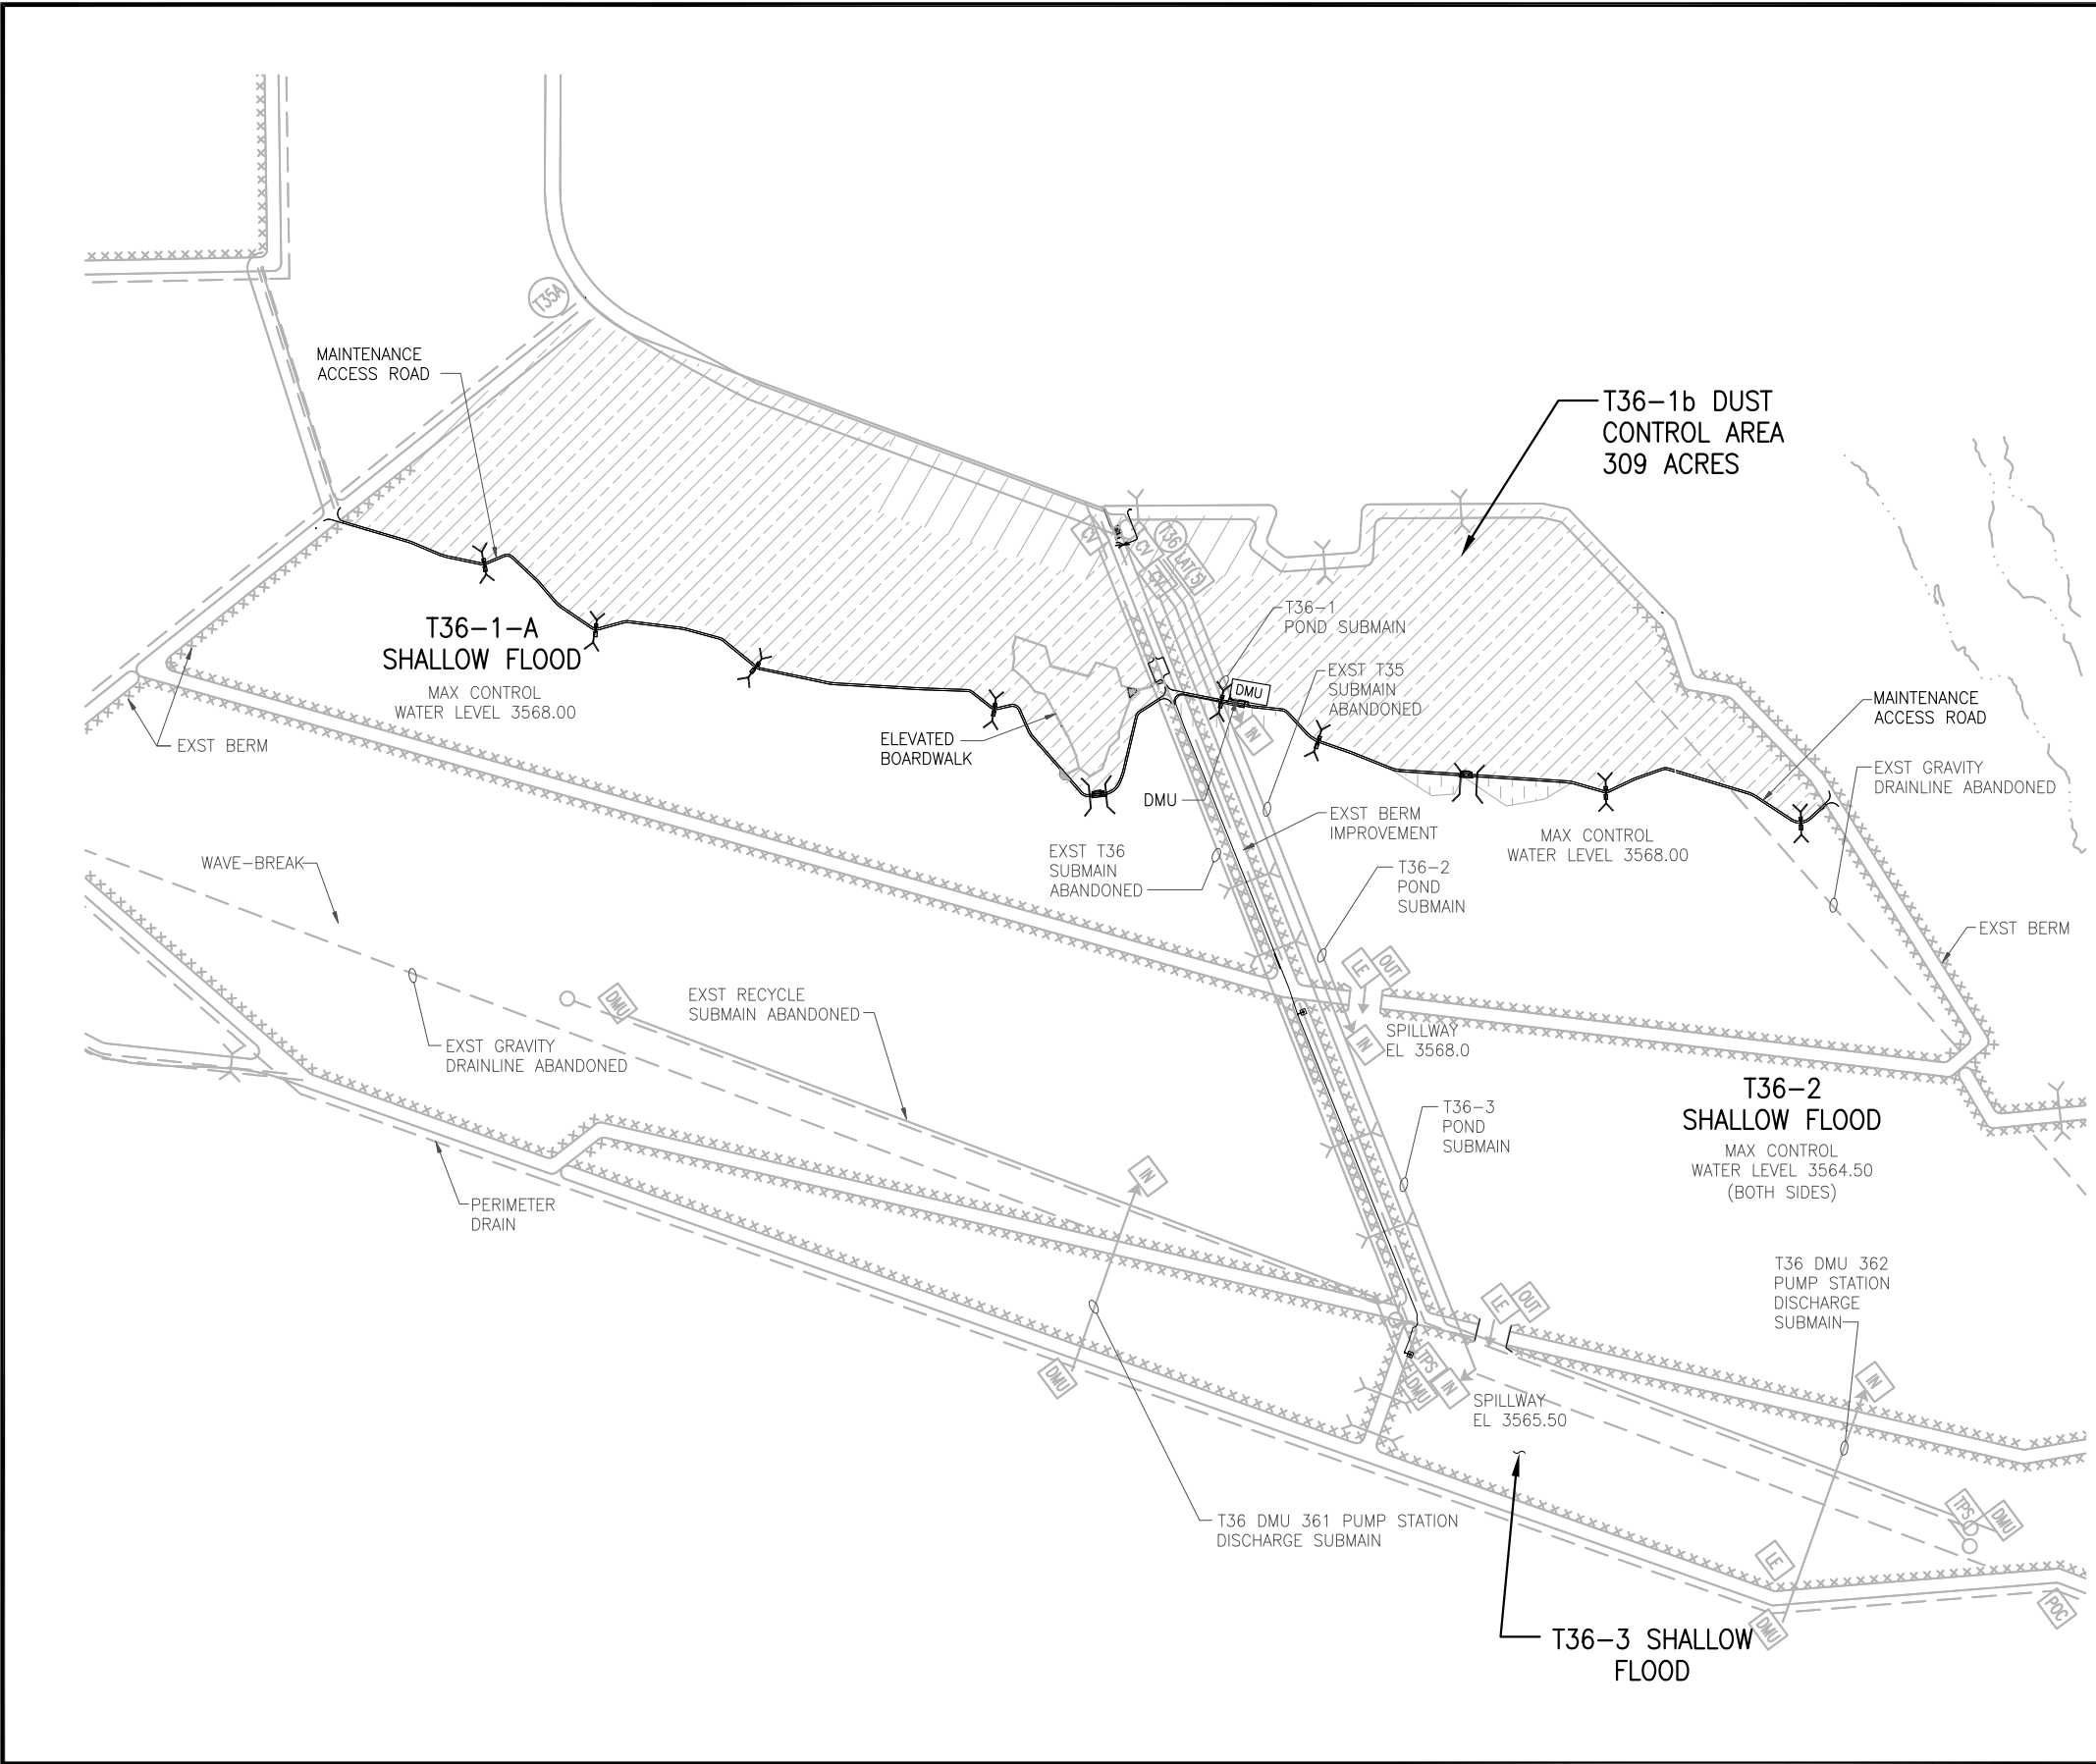 T35A
MAINTENANCE
ACCESS ROAD
T36-1b DUST
CONTROL AREA
309 ACRES
CV
CV
CV
T36
LAT 5
T36-1
POND SUBMAIN
T36-1-A
SHALLOW FLOOD
MAX CONTROL
WATER LEVEL 3568.00
EXST BERM
EXST T35
SUBMAIN
ABANDONED
DMU
IN
MAINTENANCE
ACCESS ROAD
ELEVATED
BOARDWALK
DMU
EXST GRAVITY
DRAINLINE ABANDONED
EXST BERM
IMPROVEMENT
MAX CONTROL
WATER LEVEL 3568.00
WAVE-BREAK
EXST T36
SUBMAIN
ABANDONED
T36-2
POND
SUBMAIN
EXST BERM
LE
OUT
DMU
EXST RECYCLE
SUBMAIN ABANDONED
SPILLWAY
EL 3568.0
IN
EXST GRAVITY
DRAINLINE ABANDONED
T36-2
SHALLOW FLOOD
MAX CONTROL
WATER LEVEL 3564.50
(BOTH SIDES)
T36-3
POND
SUBMAIN
IN
PERIMETER
DRAIN
T36 DMU 362
PUMP STATION
DISCHARGE
SUBMAIN
LE
OUT
DMU
TPS
DMU
IN
IN
SPILLWAY
EL 3565.50
T36 DMU 361 PUMP STATION
DISCHARGE SUBMAIN
TPS
DMU
LE
POC
DMU
T36-3 SHALLOW
FLOOD